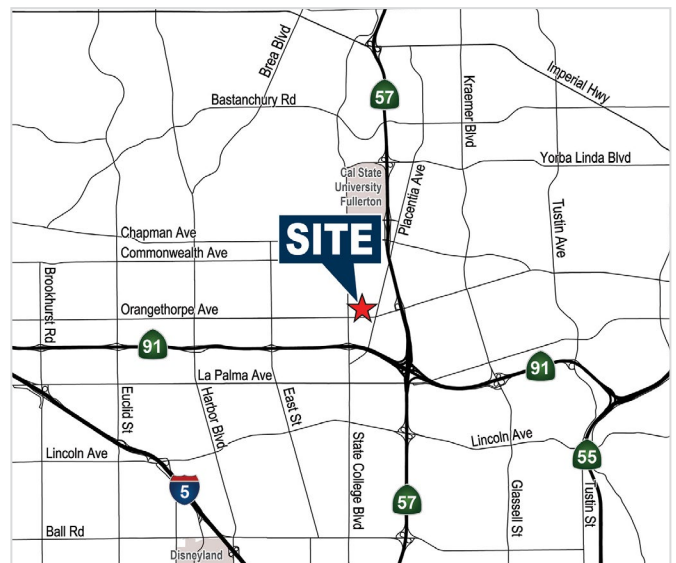 Brea Blvd
Imperial Hwy
57
Kraemer Blvd
Bastanchury Rd
Yorba Linda Blvd
Cal State
University
Fullerton
Placentia Ave
Tustin Ave
Chapman Ave
SITE
Commonwealth Ave
Brookhurst Rd
Orangethorpe Ave
91
91
La Palma Ave
Euclid St
Harbor Blvd
East St
State College Blvd
Lincoln Ave
Lincoln Ave
55
5
57
Glassell St
Tustin St
Ball Rd
Disneyland